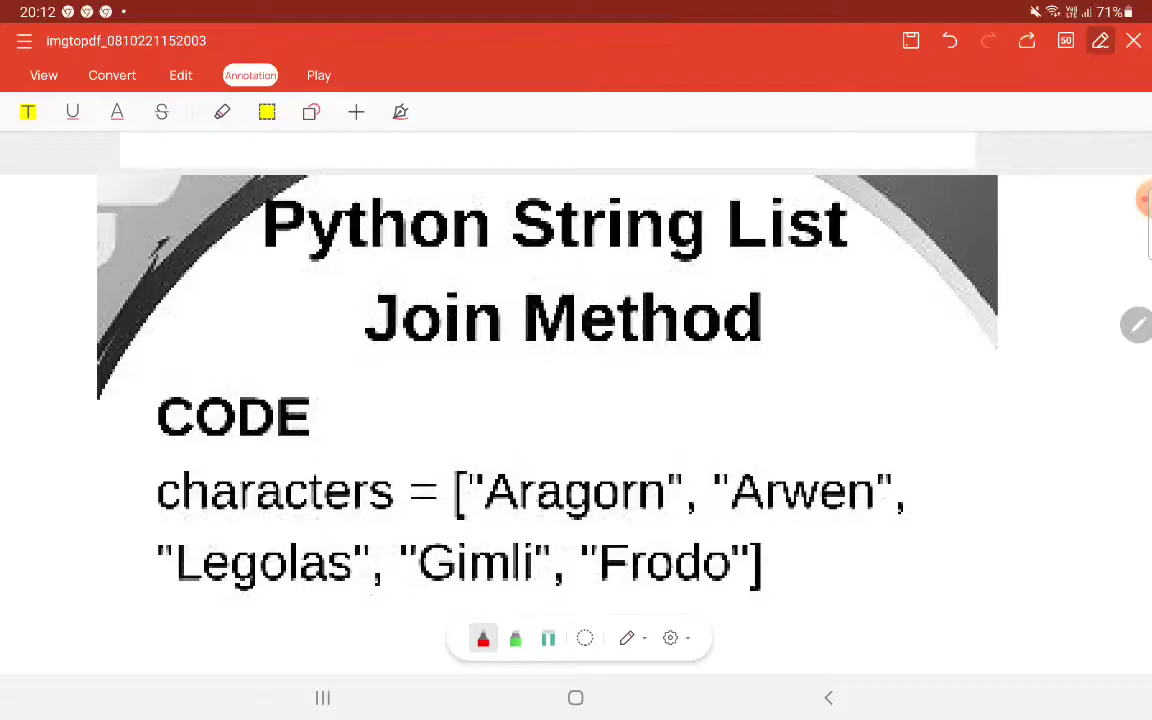 20:12
71%
imgtopdf_0810221152003
50
View Convert Edit Annotation Play
T U A S
Python String List
Join Method
CODE
characters = ["Aragorn", "Arwen",
"Legolas", "Gimli", "Frodo"]